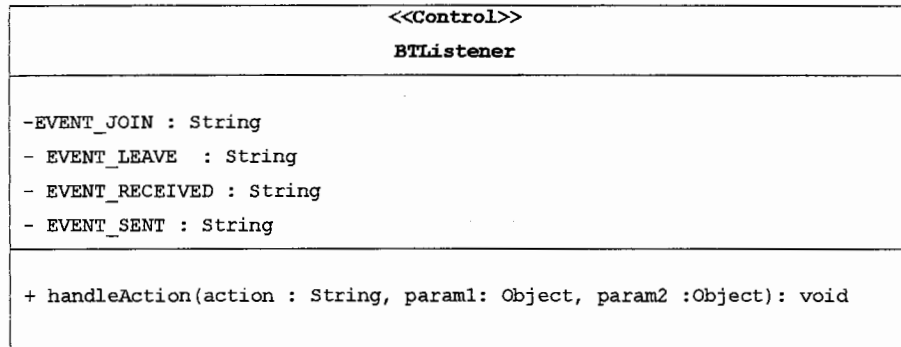 <<Control>>
BTListener
-EVENT_JOIN : String
- EVENT_LEAVE : String
- EVENT_RECEIVED : String
- EVENT_SENT : String
+ handleAction(action : String, param1: Object, param2 :Object): void